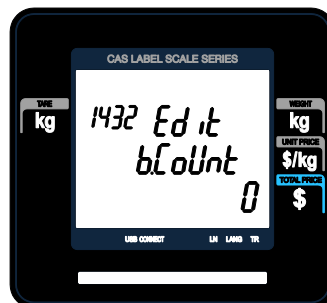 CAS LABEL SCALE SERIES
TARE
kg
1432 Edit
b.CoUnt
0
WEIGHT
kg
UNIT PRICE
$/kg
TOTAL PRICE
$
USB CONNECT LN LANG TR